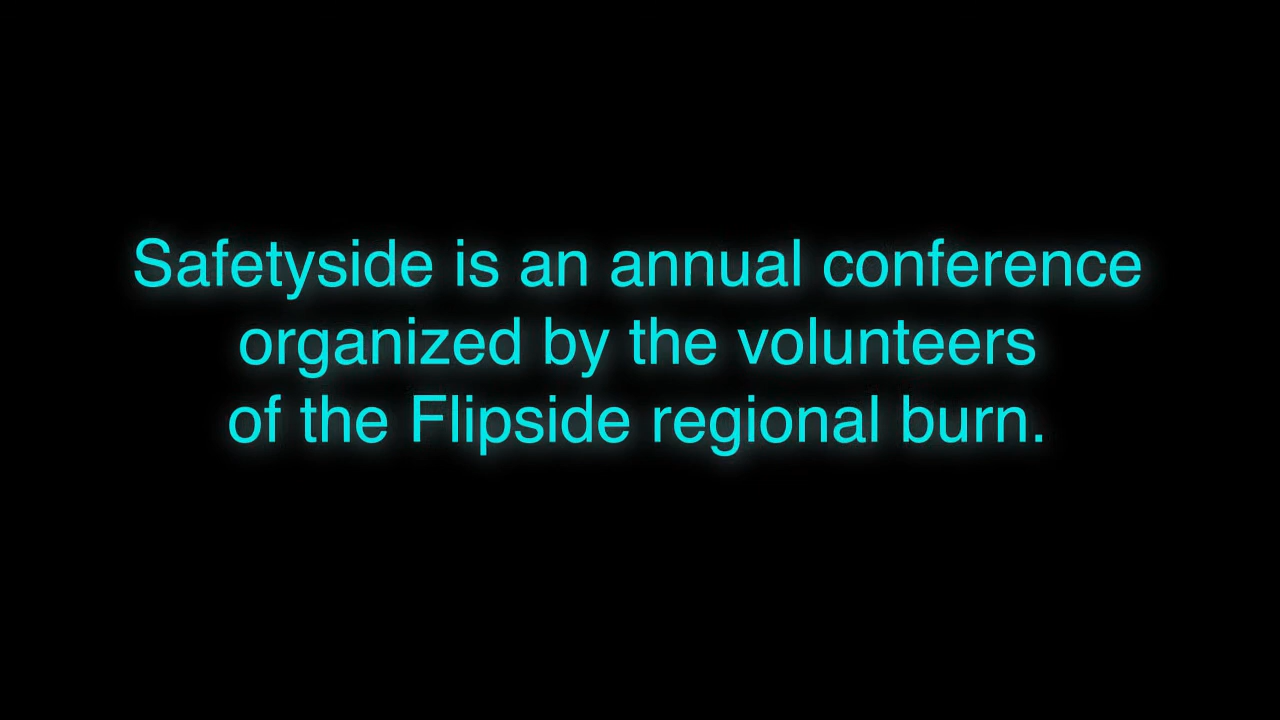 Safetyside is an annual conference
organized by the volunteers
of the Flipside regional burn.